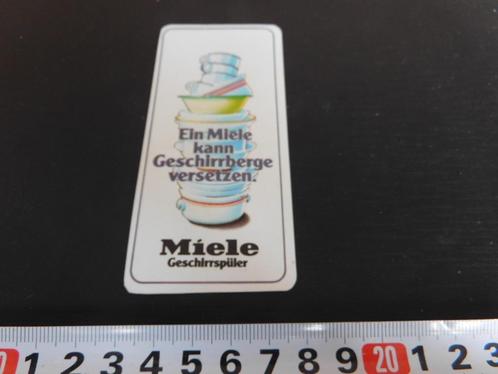 Ein Miele
kann
Geschirrberge
versetzen.
Miele
Geschirrspüler
1 2 3 4 5 6 7 8 9 20 1 2 3